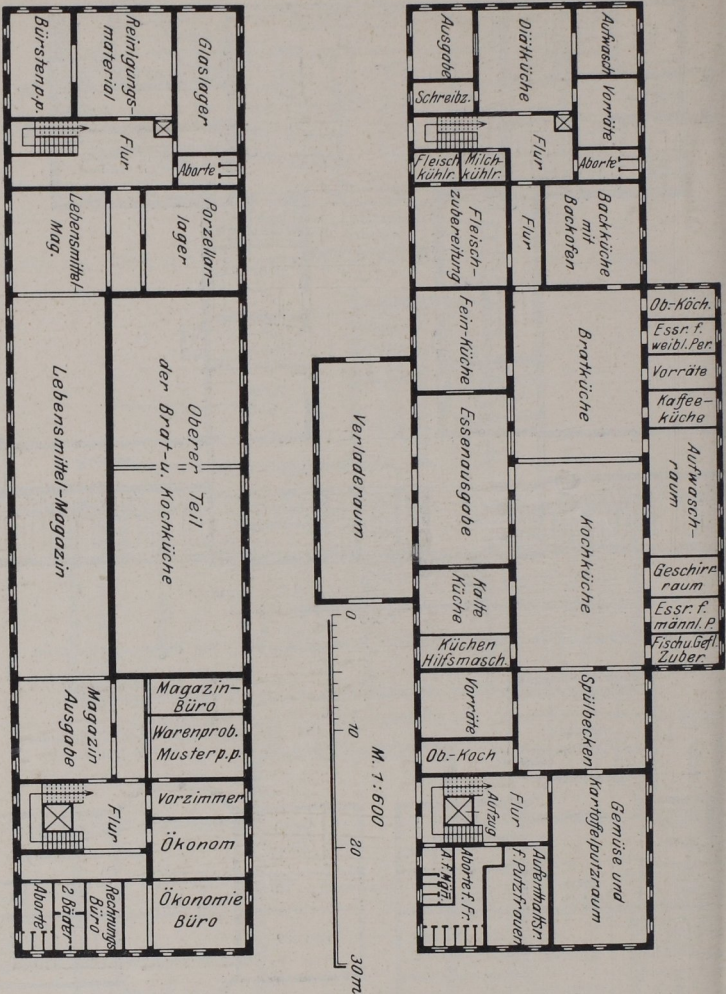 Bürsten p.p.
Reinigungs-
material
Glaslager
Flur
Aborte
Lebensmittel-
Mag.
Porzellan-
lager
Lebensmittel-Magazin
Oberer Teil
der Brat- u. Kochküche
Magazin
Ausgabe
Magazin-
Büro
Warenprob.
Muster p.p.
Flur
Vorzimmer
Ökonom
Aborte
2 Bäder
Rechnungs
Büro
Ökonomie
Büro
Ausgabe
Schreibz.
Diätküche
Aufwasch
Vorräte
Flur
Aborte
Fleisch
kühlr.
Milch-
kühlr.
Fleisch-
zubereitung
Flur
Backküche
mit
Backofen
Fein-Küche
Bratküche
Ob.-Köch.
Essr. f.
weibl. Per.
Vorräte
Kaffee-
küche
Verladeraum
Essenausgabe
Kochküche
Aufwasch-
raum
Kalte
Küche
Geschirr
raum
Essr. f.
männl. P.
Küchen
Hilfsmasch.
Fisch u Gefl.
Zuber.
Vorräte
Spülbecken
Ob.-Koch
Aufzug
Flur
Gemüse und
Kartoffelputzraum
A. f. Män.
Aborte f. Fr.
Aufenthaltsr.
f. Putzfrauen
0
10
20
30 m
M. 1:600